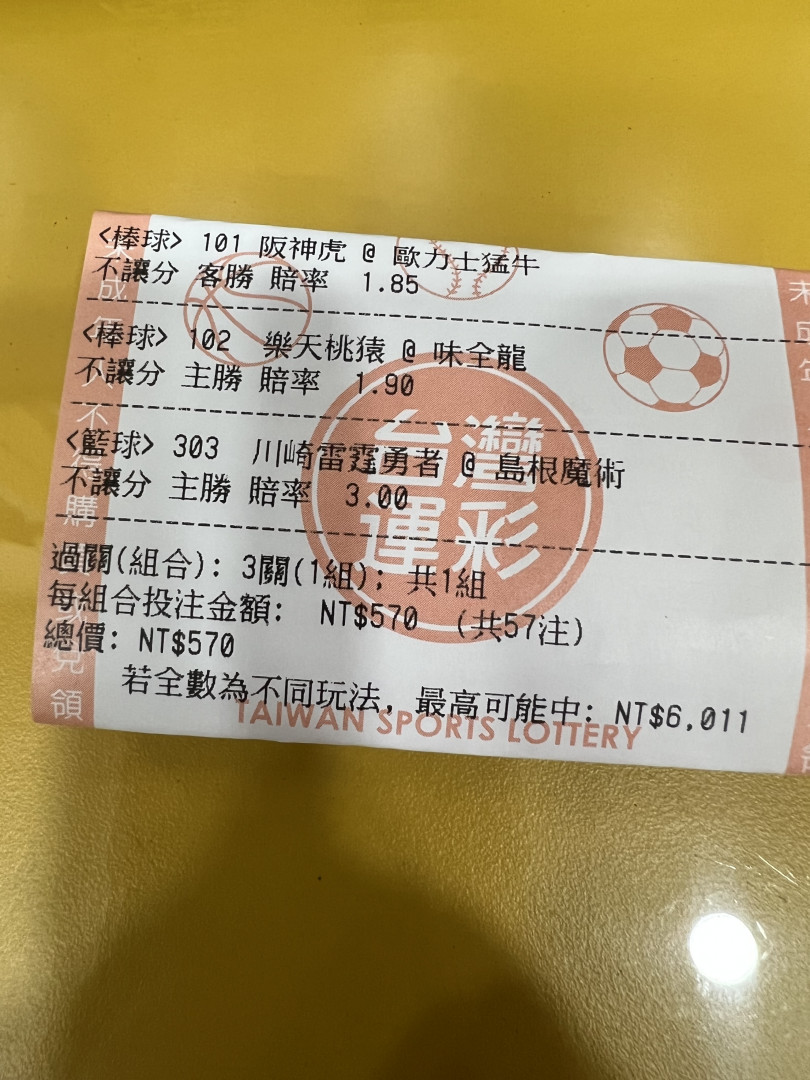 <棒球> 101 阪神虎 @ 歐力士猛牛
不讓分 客勝 賠率 1.85
<棒球> 102 樂天桃猿 @ 味全龍
不讓分 主勝 賠率 1.90
<籃球> 303 川崎雷霆勇者 @ 島根魔術
不讓分 主勝 賠率 3.00
過關(組合): 3關(1組); 共1組
每組合投注金額: NT$570 (共57注)
總價: NT$570
若全數為不同玩法, 最高可能中: NT$6,011
台灣
運彩
TAIWAN SPORTS LOTTERY